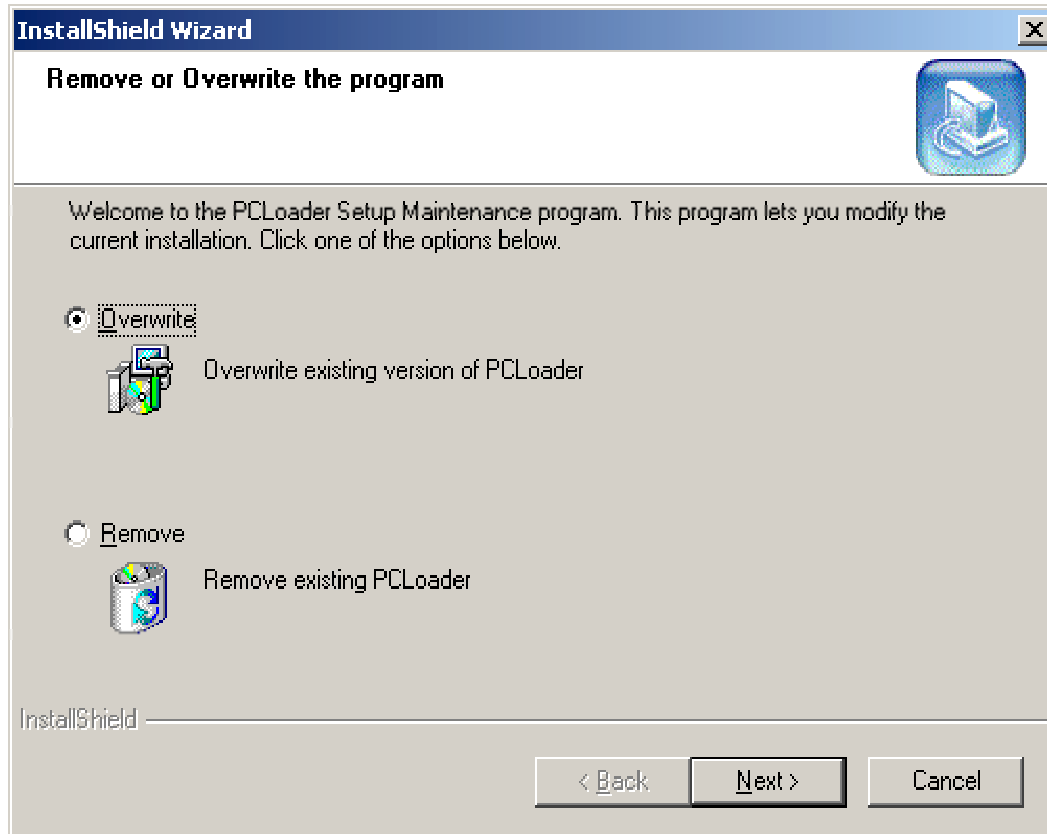 InstallShield Wizard
Remove or Overwrite the program
Welcome to the PCLoader Setup Maintenance program. This program lets you modify the
current installation. Click one of the options below.
Overwrite
Overwrite existing version of PCLoader
Remove
Remove existing PCLoader
InstallShield
< Back Next > Cancel